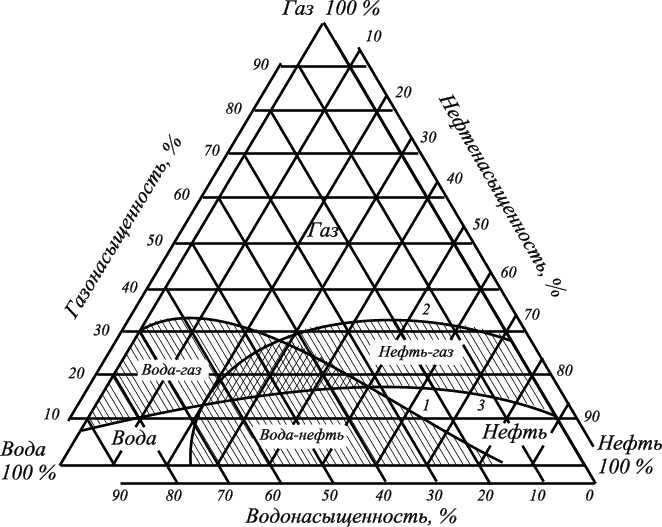 Газ 100 %
10
90
20
80
30
70
40
60
50
50
60
40
70
30
80
20
90
10
Газонасыщенность, %
Нефтенасыщенность, %
Газ
2
Нефть-газ
Вода-газ
1
3
Вода
Вода-нефть
Нефть
Вода
100 %
Нефть
100 %
90
80
70
60
50
40
30
20
10
0
Водонасыщенность, %